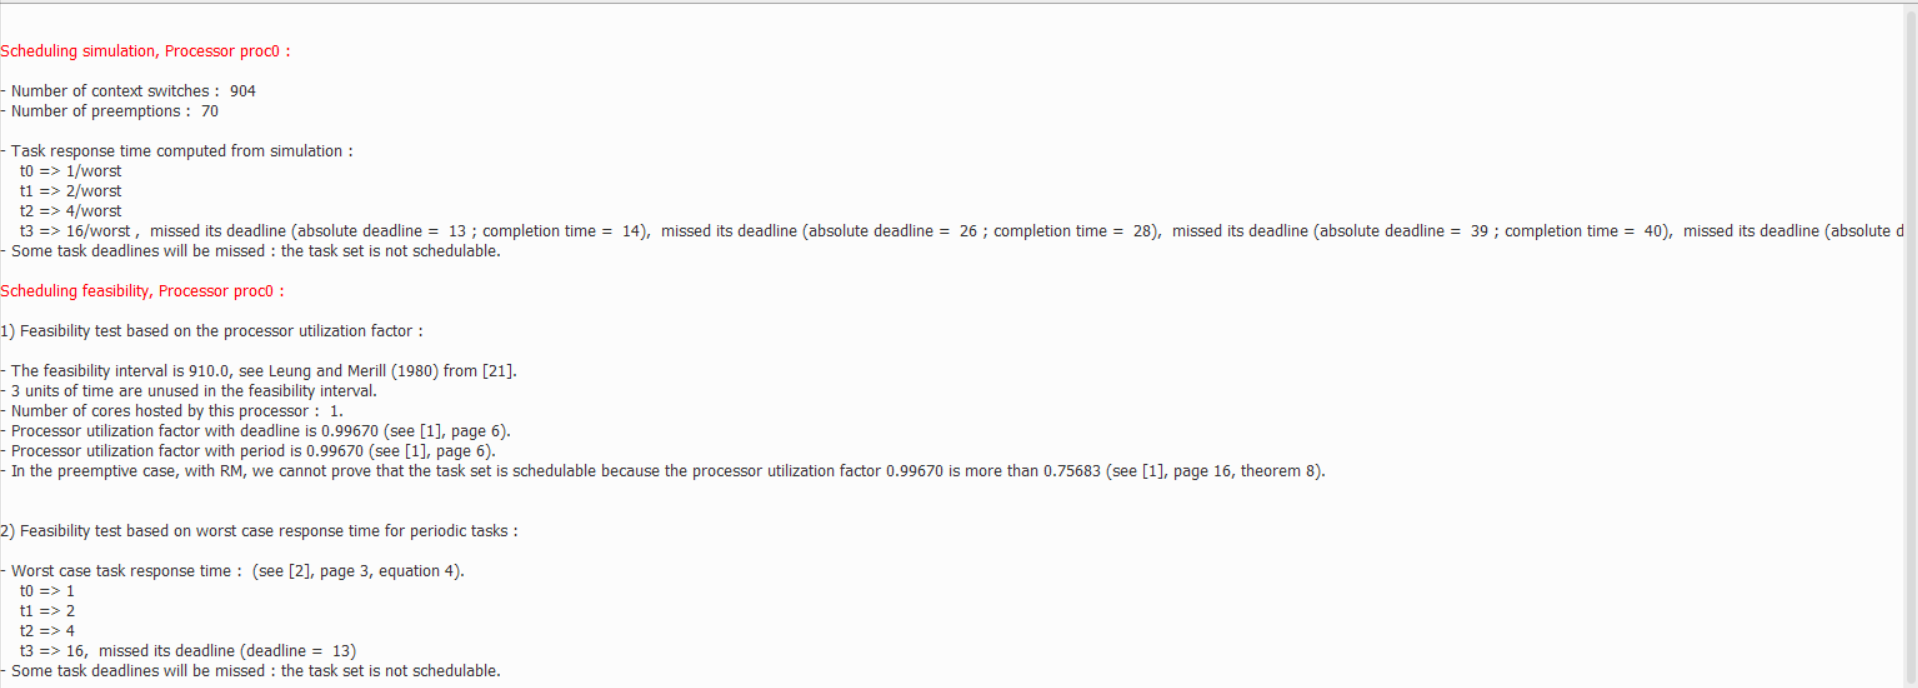 Scheduling simulation, Processor proc0 :
- Number of context switches :  904
- Number of preemptions :  70
- Task response time computed from simulation :
t0 => 1/worst
t1 => 2/worst
t2 => 4/worst
t3 => 16/worst ,  missed its deadline (absolute deadline =  13 ; completion time =  14),  missed its deadline (absolute deadline =  26 ; completion time =  28),  missed its deadline (absolute deadline =  39 ; completion time =  40),  missed its deadline (absolute d
- Some task deadlines will be missed : the task set is not schedulable.
Scheduling feasibility, Processor proc0 :
1) Feasibility test based on the processor utilization factor :
- The feasibility interval is 910.0, see Leung and Merill (1980) from [21].
- 3 units of time are unused in the feasibility interval.
- Number of cores hosted by this processor :  1.
- Processor utilization factor with deadline is 0.99670 (see [1], page 6).
- Processor utilization factor with period is 0.99670 (see [1], page 6).
- In the preemptive case, with RM, we cannot prove that the task set is schedulable because the processor utilization factor 0.99670 is more than 0.75683 (see [1], page 16, theorem 8).
2) Feasibility test based on worst case response time for periodic tasks :
- Worst case task response time :  (see [2], page 3, equation 4).
t0 => 1
t1 => 2
t2 => 4
t3 => 16,  missed its deadline (deadline =  13)
- Some task deadlines will be missed : the task set is not schedulable.